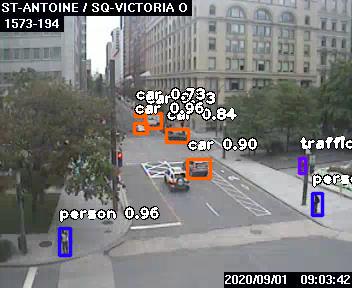 ST-ANTOINE / SQ-VICTORIA O
1573-194
car 0.73
car 0.96
car 0.84
car 0.90
traffic
person 0.96
2020/09/01 09:03:42